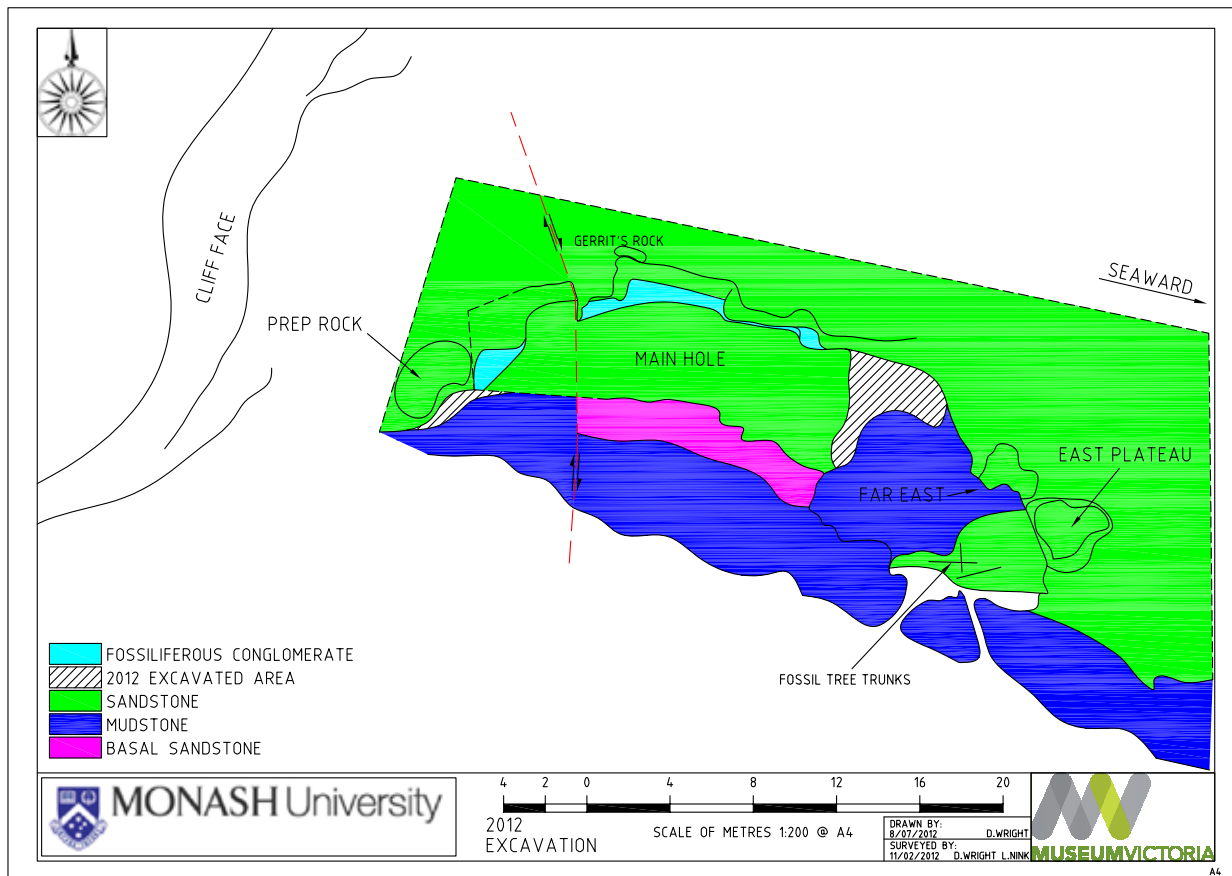 CLIFF FACE
PREP ROCK
GERRIT'S ROCK
SEAWARD
MAIN HOLE
EAST PLATEAU
FAR EAST
FOSSIL TREE TRUNKS
FOSSILIFEROUS CONGLOMERATE
2012 EXCAVATED AREA
SANDSTONE
MUDSTONE
BASAL SANDSTONE
MONASH University
4 2 0 4 8 12 16 20
2012
EXCAVATION
SCALE OF METRES 1:200 @ A4
DRAWN BY:
8/07/2012 D.WRIGHT
SURVEYED BY:
11/02/2012 D.WRIGHT L.NINK
MUSEUMVICTORIA
A4